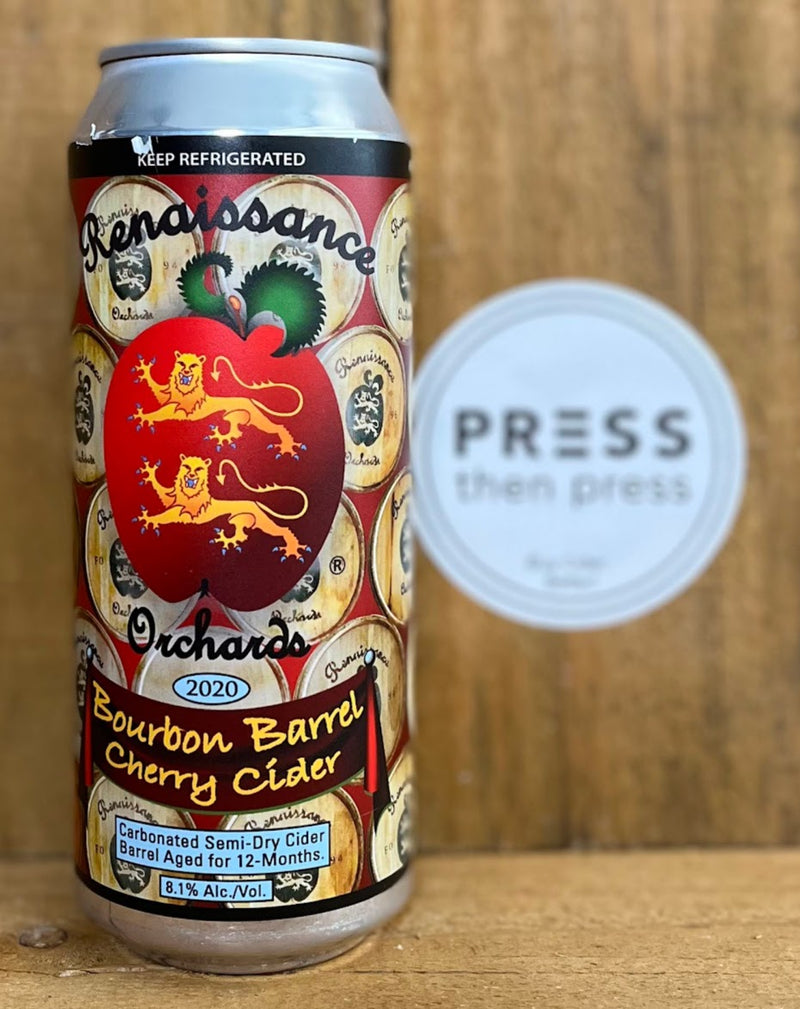 KEEP REFRIGERATED
Renaissance
Orchards
®
2020
Bourbon Barrel
Cherry Cider
Carbonated Semi-Dry Cider
Barrel Aged for 12-Months.
8.1% Alc./Vol.
PRESS
then press